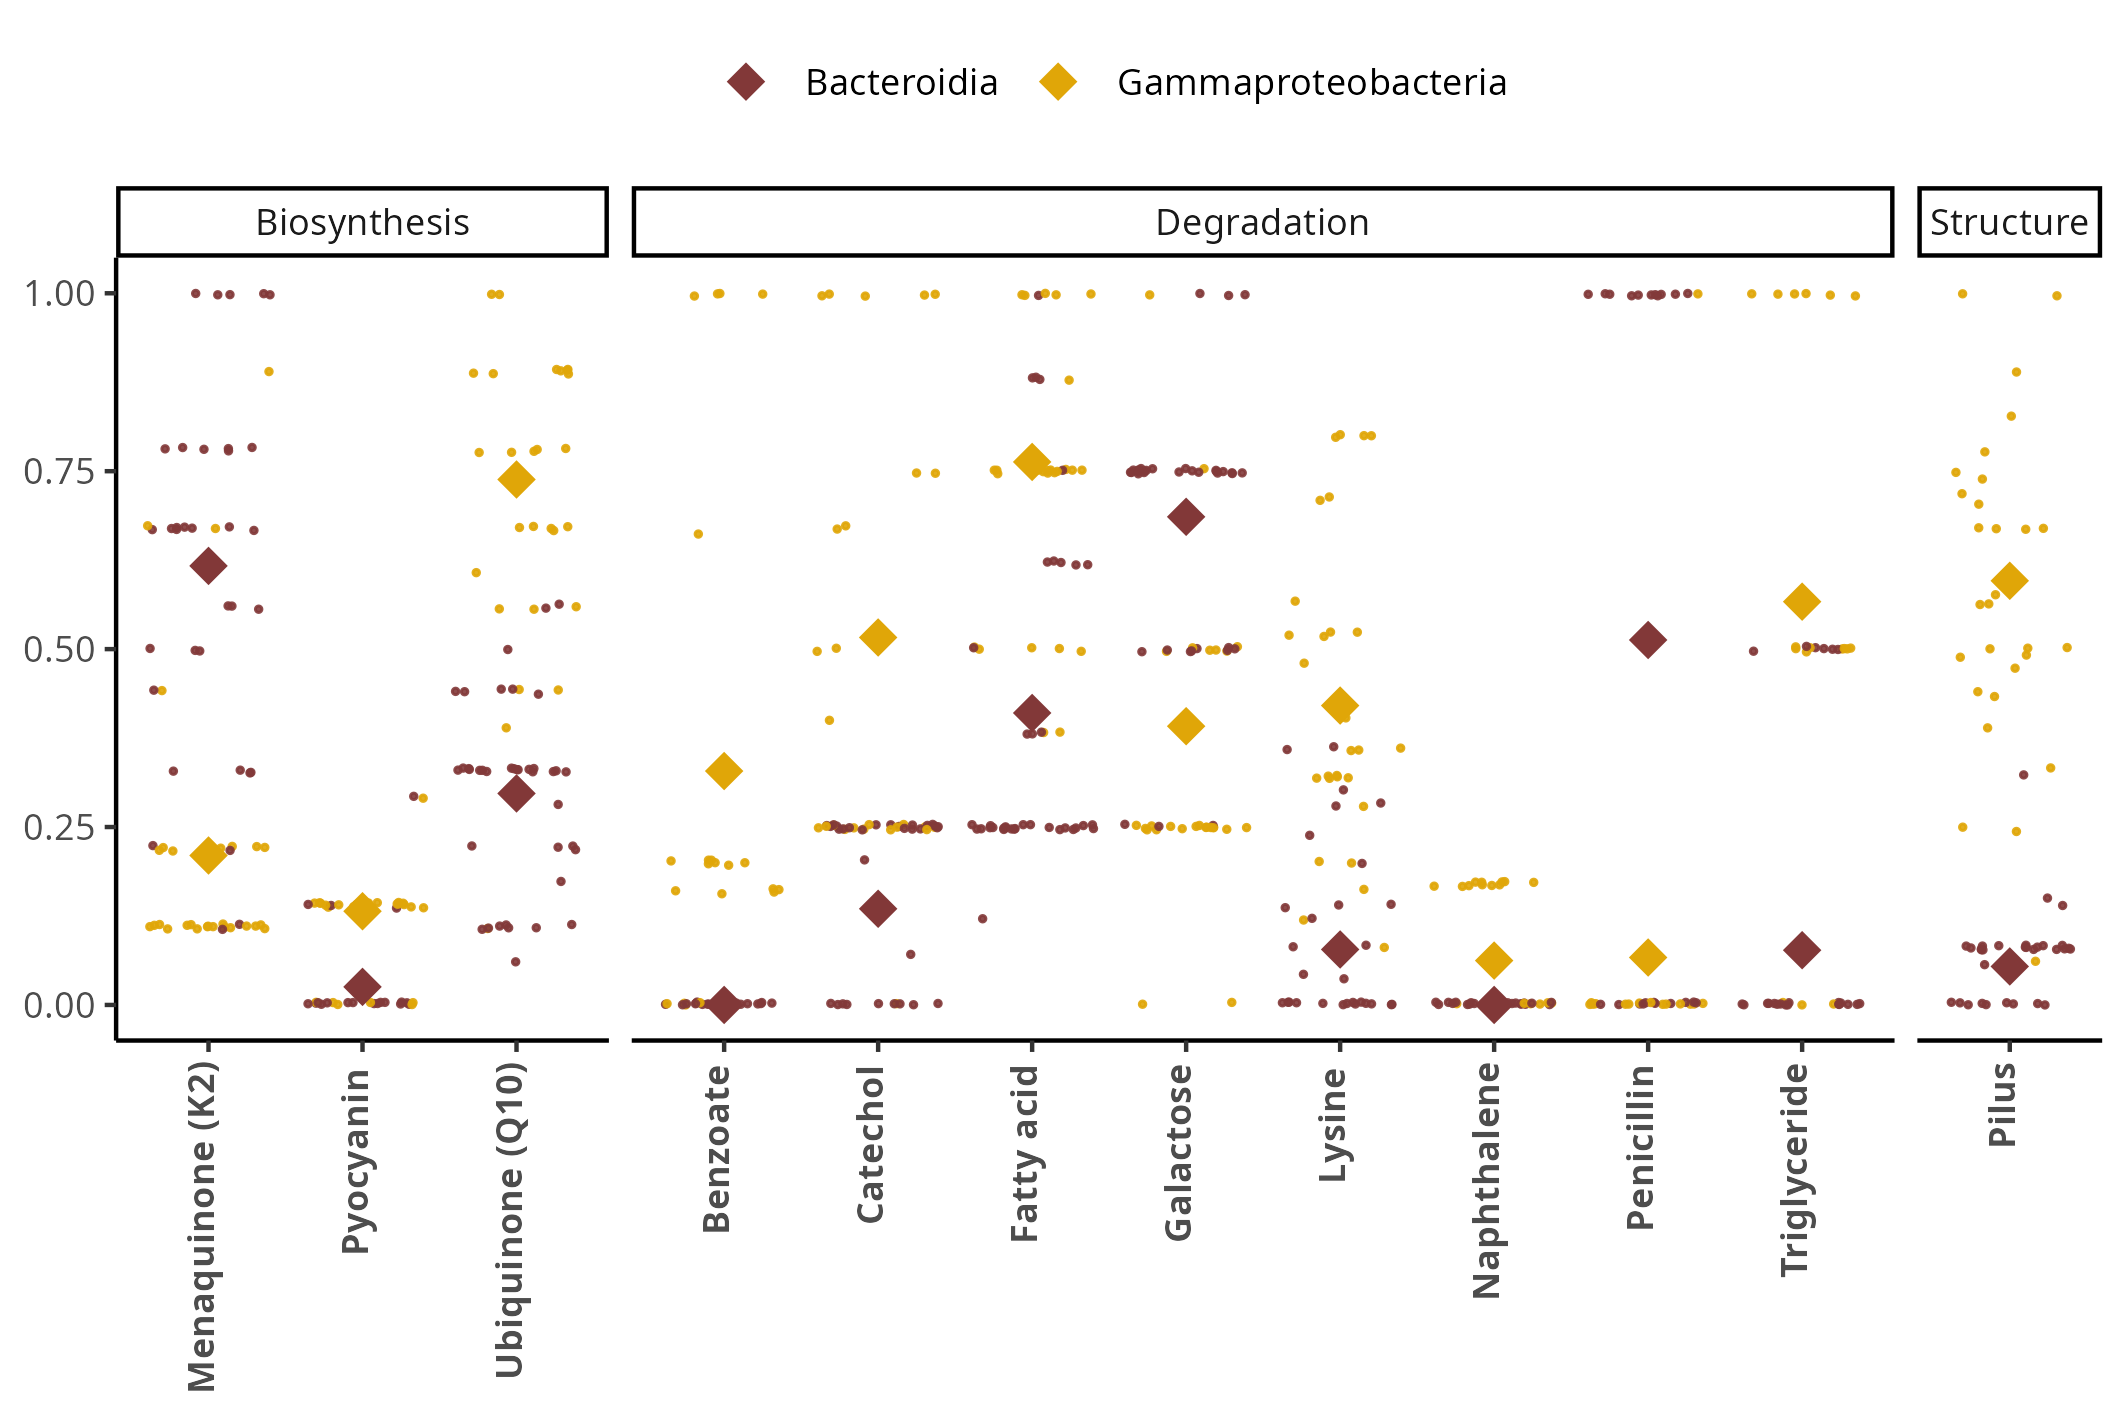 Bacteroidia Gammaproteobacteria
Biosynthesis Degradation Structure
1.00
0.75
0.50
0.25
0.00
Menaquinone (K2)
Pyocyanin
Ubiquinone (Q10)
Benzoate
Catechol
Fatty acid
Galactose
Lysine
Naphthalene
Penicillin
Triglyceride
Pilus